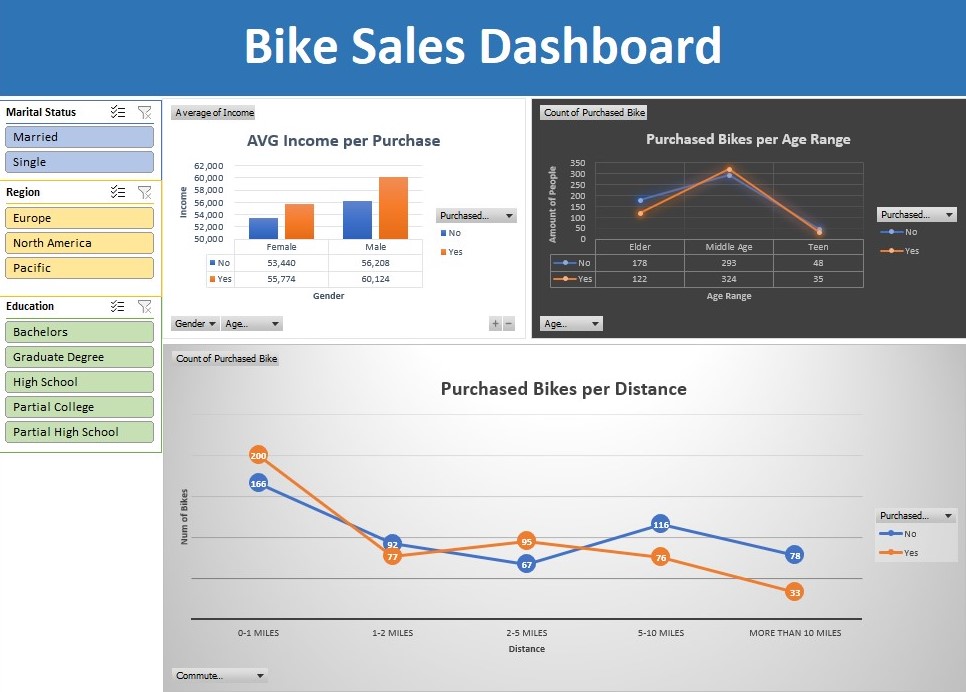 Bike Sales Dashboard
Marital Status
Married
Single
Region
Europe
North America
Pacific
Education
Bachelors
Graduate Degree
High School
Partial College
Partial High School
Average of Income
AVG Income per Purchase
Income
62,000
60,000
58,000
56,000
54,000
52,000
50,000
Female Male
No 53,440 56,208
Yes 55,774 60,124
Gender
Purchased...
No
Yes
Gender Age...
+ −
Count of Purchased Bike
Purchased Bikes per Age Range
Amount of People
350
300
250
200
150
100
50
0
Elder Middle Age Teen
No 178 293 48
Yes 122 324 35
Age Range
Purchased...
No
Yes
Age...
Count of Purchased Bike
Purchased Bikes per Distance
Num of Bikes
200
166
92
77
95
67
116
76
78
33
0-1 MILES 1-2 MILES 2-5 MILES 5-10 MILES MORE THAN 10 MILES
Distance
Purchased...
No
Yes
Commute...